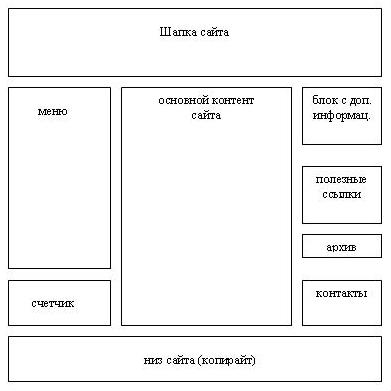 Шапка сайта
меню
основной контент
сайта
блок с доп.
информац.
полезные
ссылки
архив
счетчик
контакты
низ сайта (копирайт)